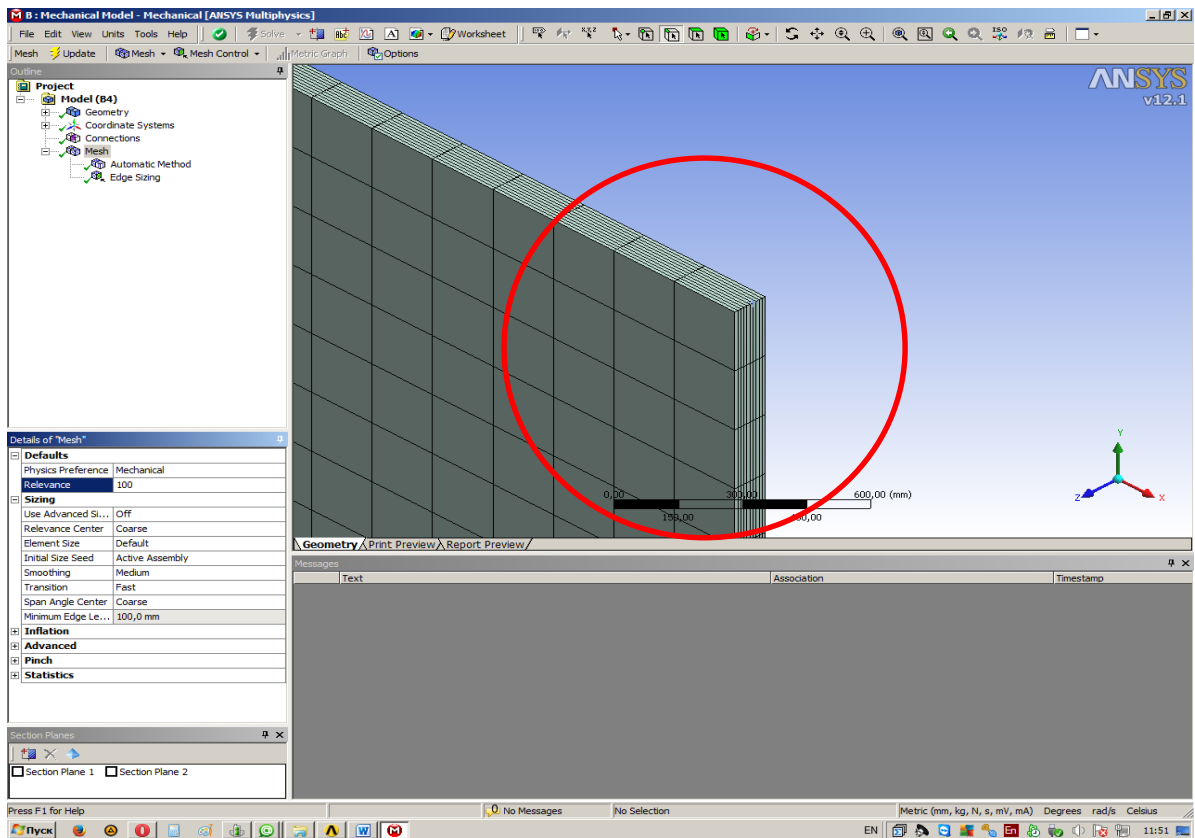 B : Mechanical Model - Mechanical [ANSYS Multiphysics]
File Edit View Units Tools Help Solve Worksheet
Mesh Update Mesh Mesh Control Metric Graph Options
Outline
Project
Model (B4)
Geometry
Coordinate Systems
Connections
Mesh
Automatic Method
Edge Sizing
ANSYS
v12.1
Details of "Mesh"
Defaults
Physics Preference Mechanical
Relevance 100
Sizing
Use Advanced Si... Off
Relevance Center Coarse
Element Size Default
Initial Size Seed Active Assembly
Smoothing Medium
Transition Fast
Span Angle Center Coarse
Minimum Edge Le... 100,0 mm
Inflation
Advanced
Pinch
Statistics
0,00 300,00 600,00 (mm)
150,00 450,00
Y
Z X
Geometry Print Preview Report Preview
Messages
Text Association Timestamp
Section Planes
Section Plane 1 Section Plane 2
Press F1 for Help No Messages No Selection Metric (mm, kg, N, s, mV, mA) Degrees rad/s Celsius
Пуск EN En 11:51